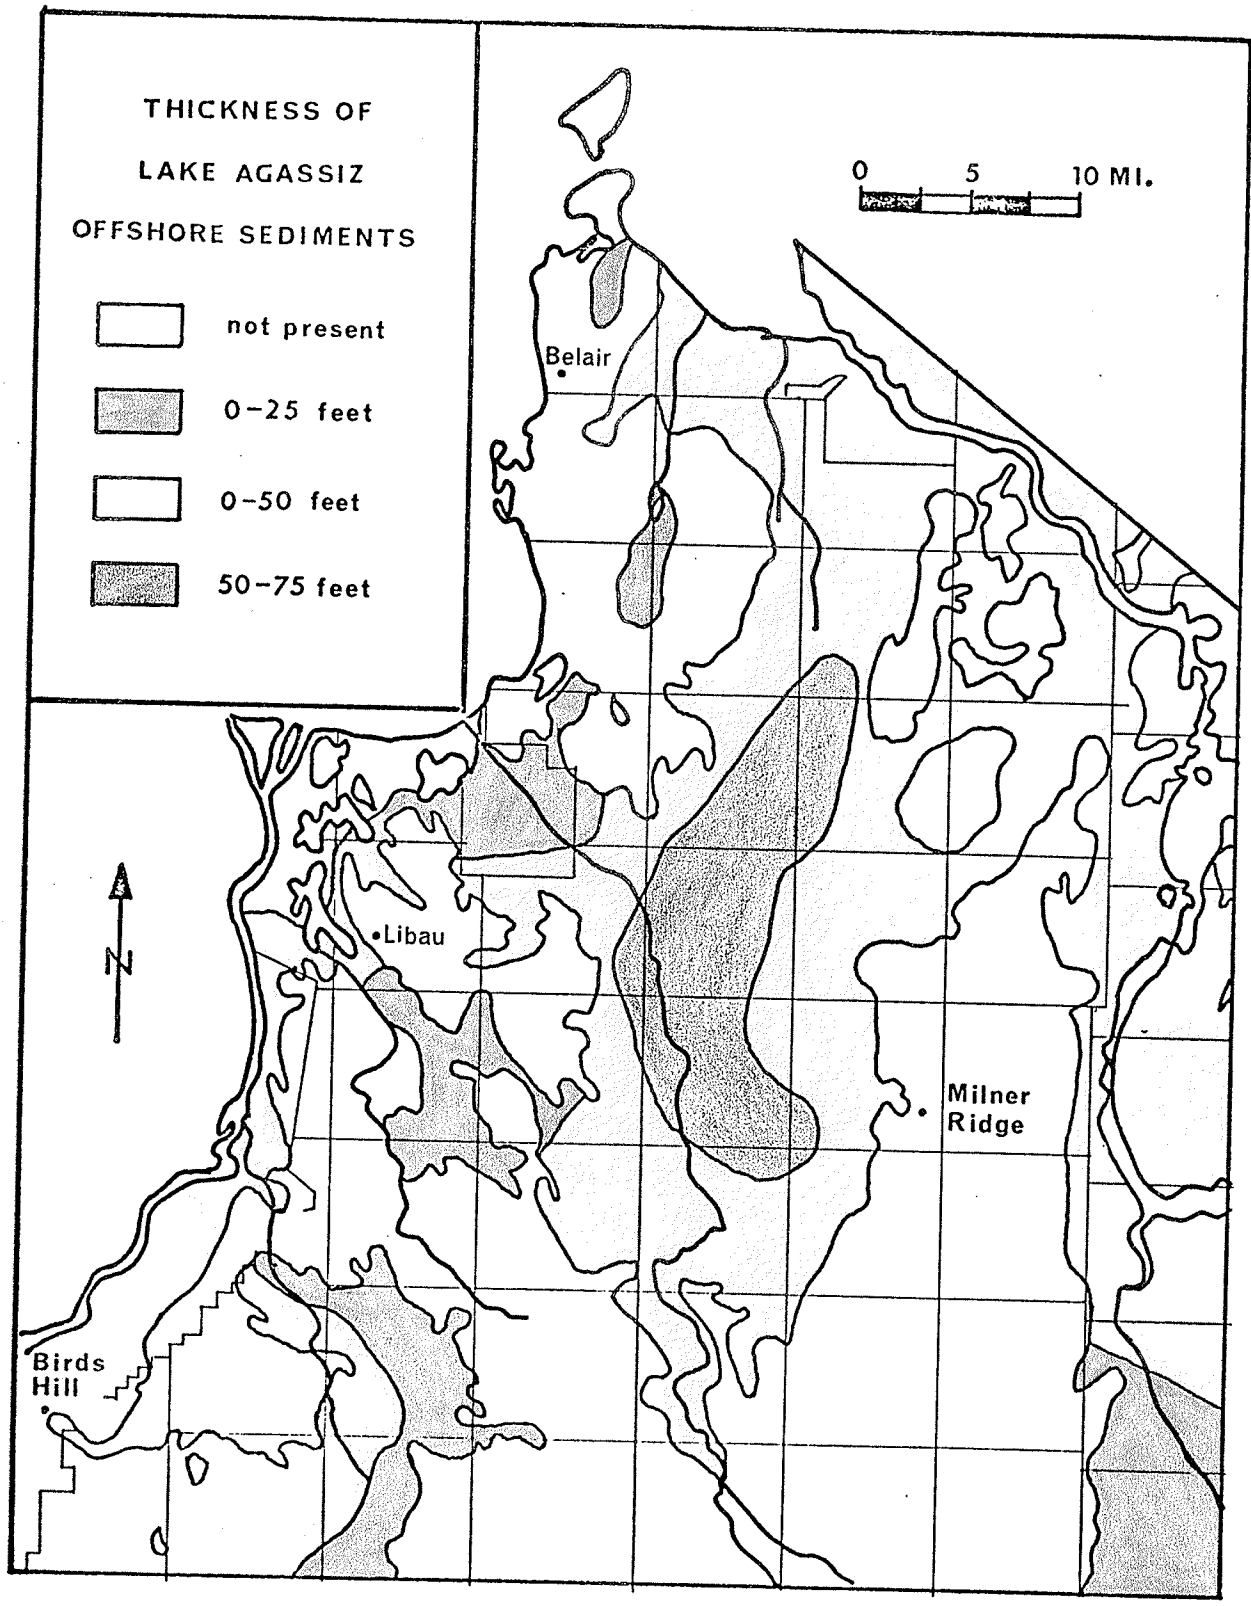 THICKNESS OF
LAKE AGASSIZ
OFFSHORE SEDIMENTS
not present
0-25 feet
0-50 feet
50-75 feet
0 5 10 MI.
Belair
N
Libau
Milner
Ridge
Birds
Hill